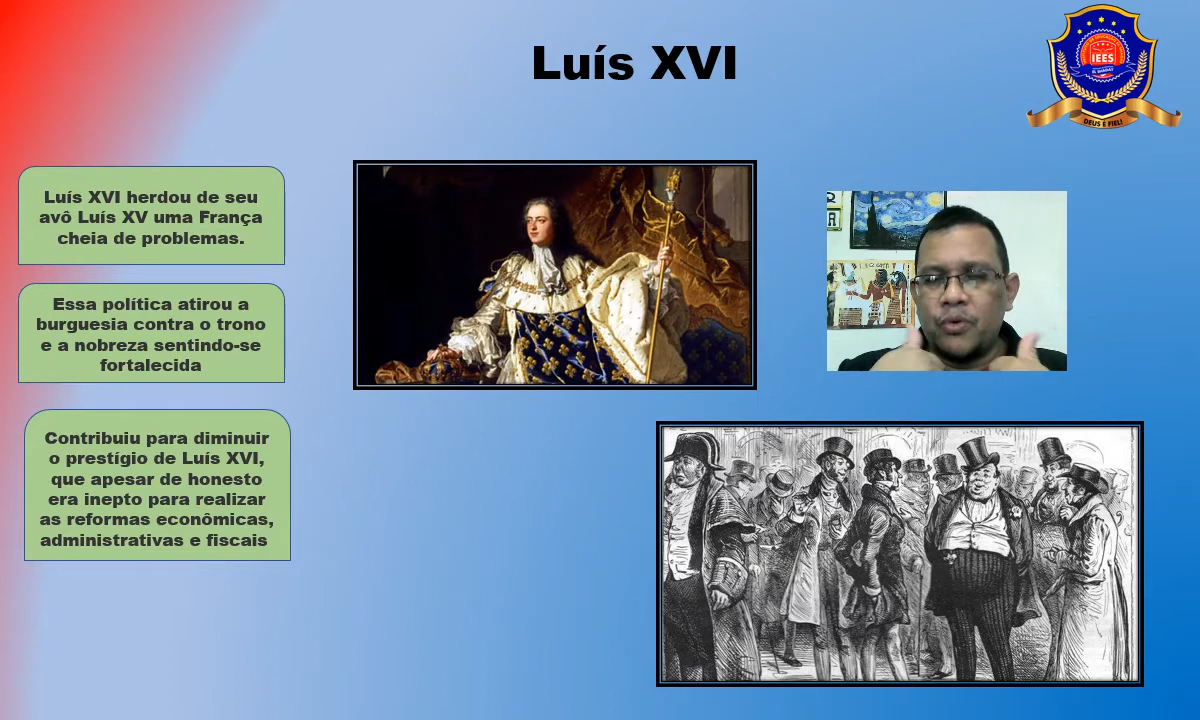 Luís XVI
IEES
DEUS É FIEL!
Luís XVI herdou de seu
avô Luís XV uma França
cheia de problemas.
R
Essa política atirou a
burguesia contra o trono
e a nobreza sentindo-se
fortalecida
Contribuiu para diminuir
o prestígio de Luís XVI,
que apesar de honesto
era inepto para realizar
as reformas econômicas,
administrativas e fiscais